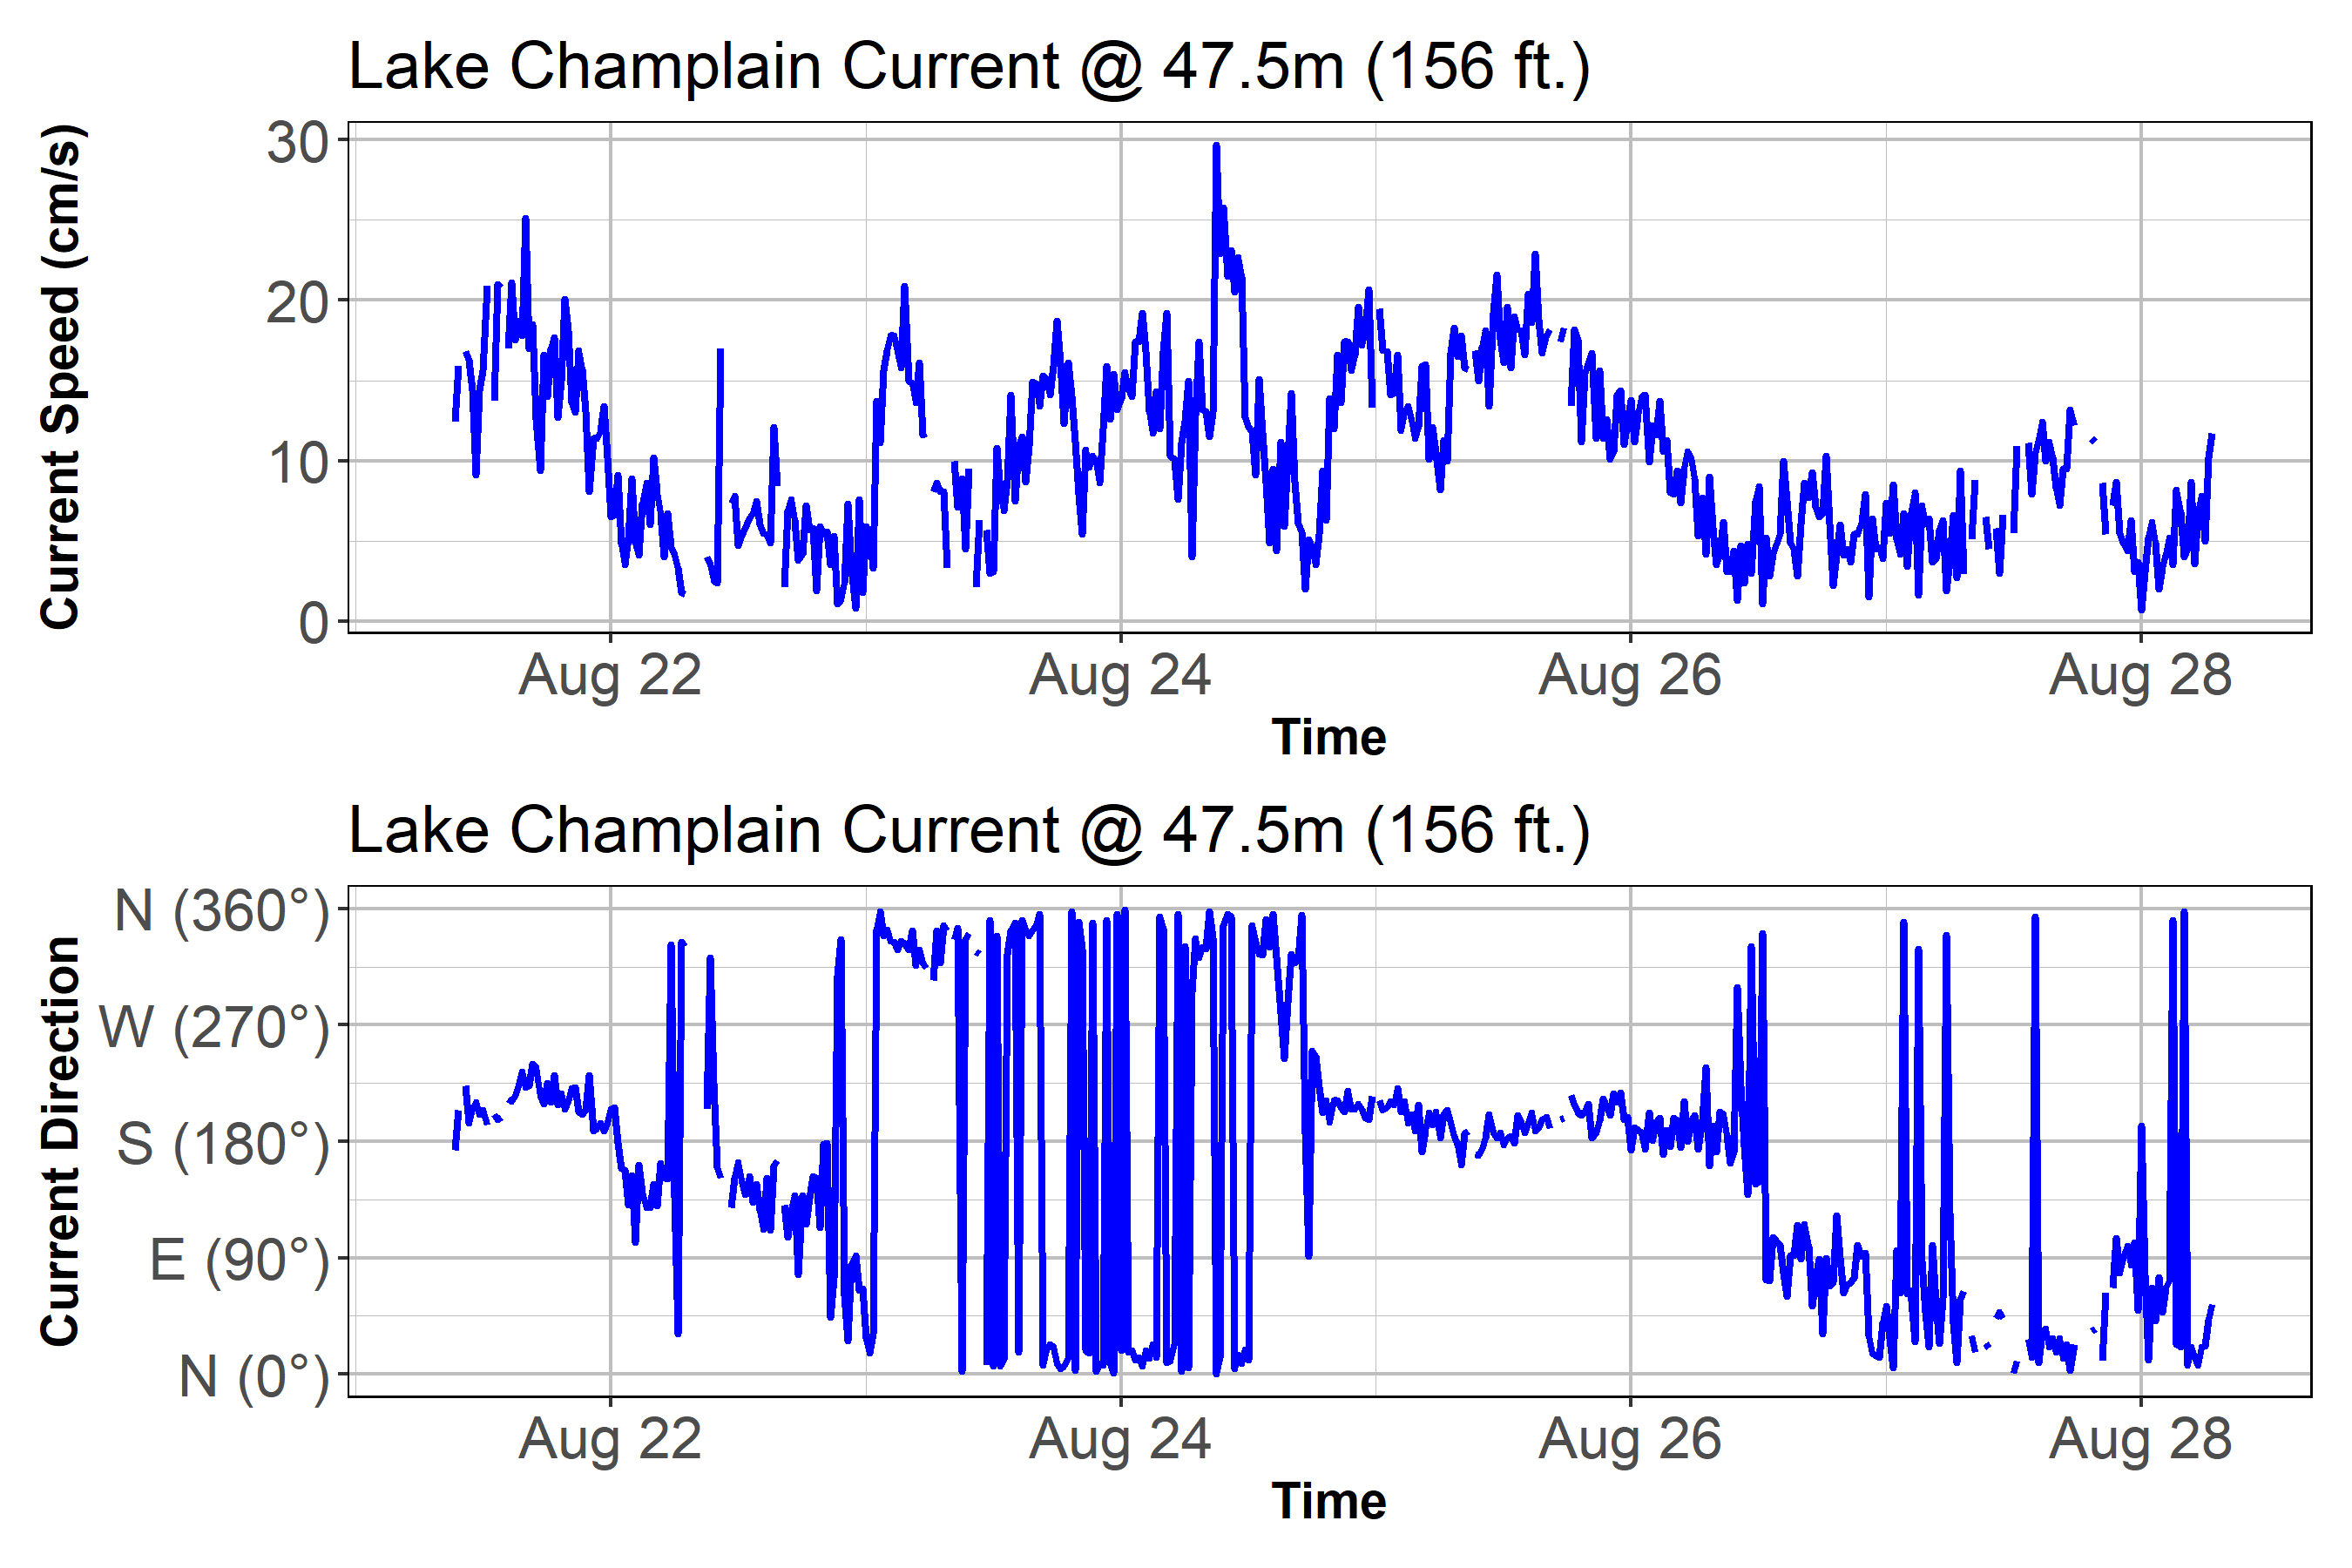 Lake Champlain Current @ 47.5m (156 ft.)
Current Speed (cm/s)
30
20
10
0
Aug 22 Aug 24 Aug 26 Aug 28
Time
Lake Champlain Current @ 47.5m (156 ft.)
Current Direction
N (360°)
W (270°)
S (180°)
E (90°)
N (0°)
Aug 22 Aug 24 Aug 26 Aug 28
Time